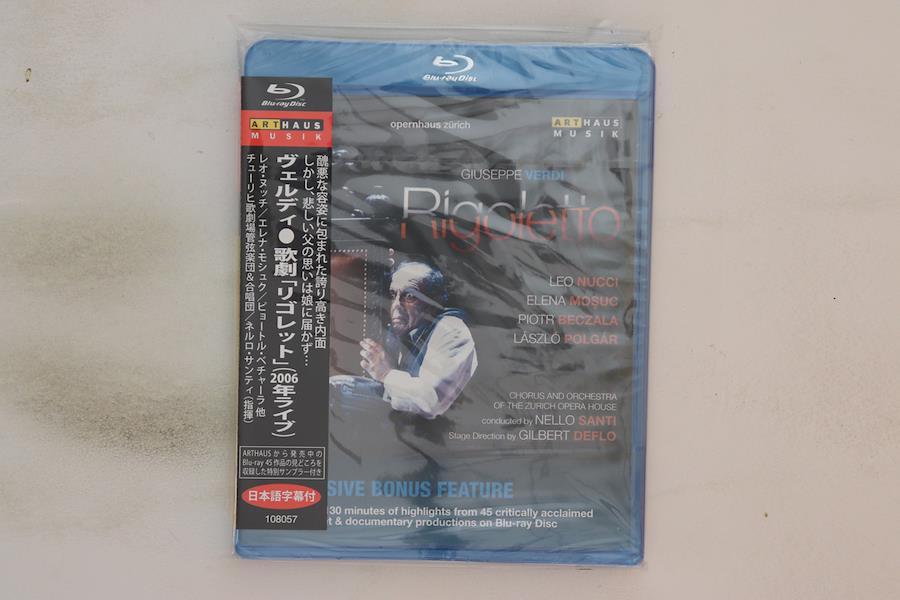 Blu-ray Disc
Blu-ray Disc
ARTHAUS
MUSIK
醜悪な容姿に包まれた誇り高き内面
しかし、悲しい父の思いは娘に届かず…
ヴェルディ●歌劇「リゴレット」(2006年ライブ)
レオ・ヌッチ/エレナ・モシュク/ピョートル・ベチャーラ 他
チューリヒ歌劇場管弦楽団&合唱団/ネルロ・サンティ(指揮)
ARTHAUSから発売中の
Blu-ray 45作品の見どころを
収録した特別サンプラー付き
日本語字幕付
108057
opernhaus zürich
ARTHAUS
MUSIK
GIUSEPPE VERDI
Rigoletto
LEO NUCCI
ELENA MOSUC
PIOTR BECZALA
LÁSZLÓ POLGÁR
CHORUS AND ORCHESTRA
OF THE ZURICH OPERA HOUSE
conducted by NELLO SANTI
Stage Direction by GILBERT DEFLO
SIVE BONUS FEATURE
30 minutes of highlights from 45 critically acclaimed
et & documentary productions on Blu-ray Disc